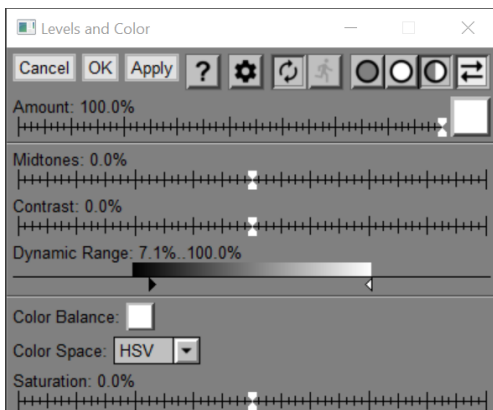 Levels and Color
Cancel OK Apply ?
Amount: 100.0%
Midtones: 0.0%
Contrast: 0.0%
Dynamic Range: 7.1%..100.0%
Color Balance:
Color Space: HSV
Saturation: 0.0%